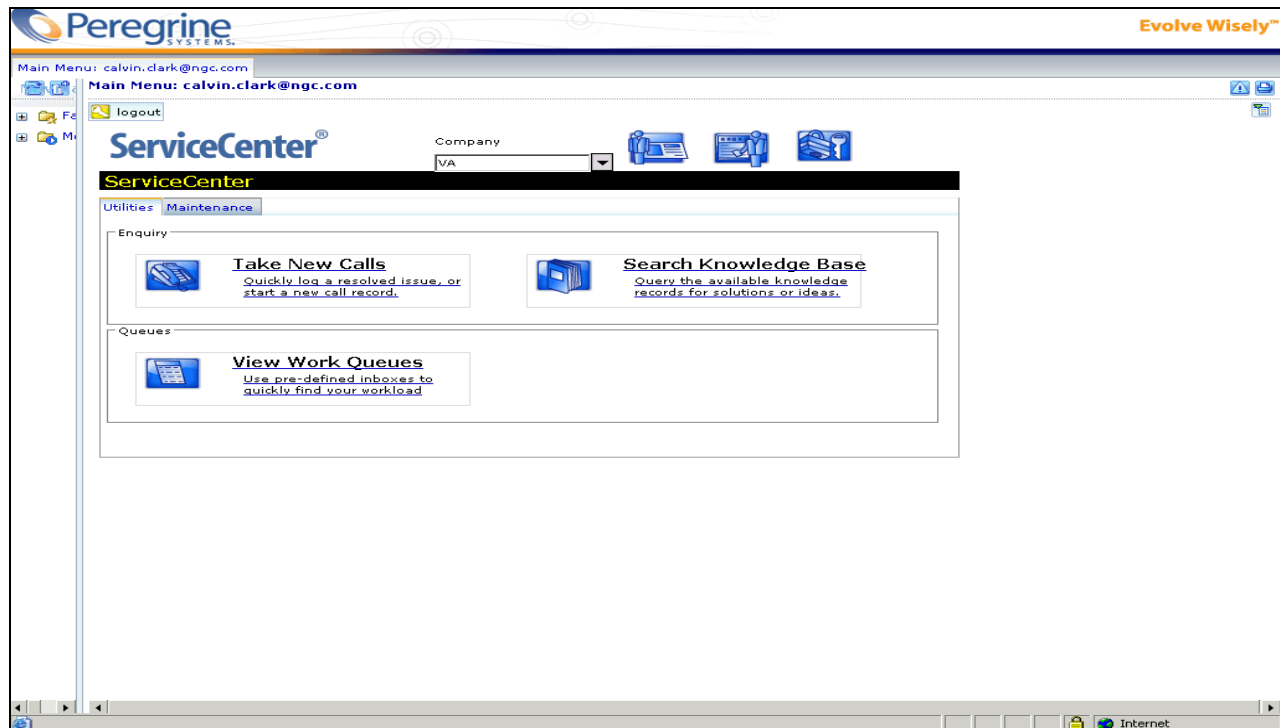 Peregrine
SYSTEMS.
Evolve Wisely™
Main Menu: calvin.clark@ngc.com
Main Menu: calvin.clark@ngc.com
logout
ServiceCenter®
Company
VA
ServiceCenter
Utilities Maintenance
Enquiry
Take New Calls
Quickly log a resolved issue, or
start a new call record.
Search Knowledge Base
Query the available knowledge
records for solutions or ideas.
Queues
View Work Queues
Use pre-defined inboxes to
quickly find your workload
Internet